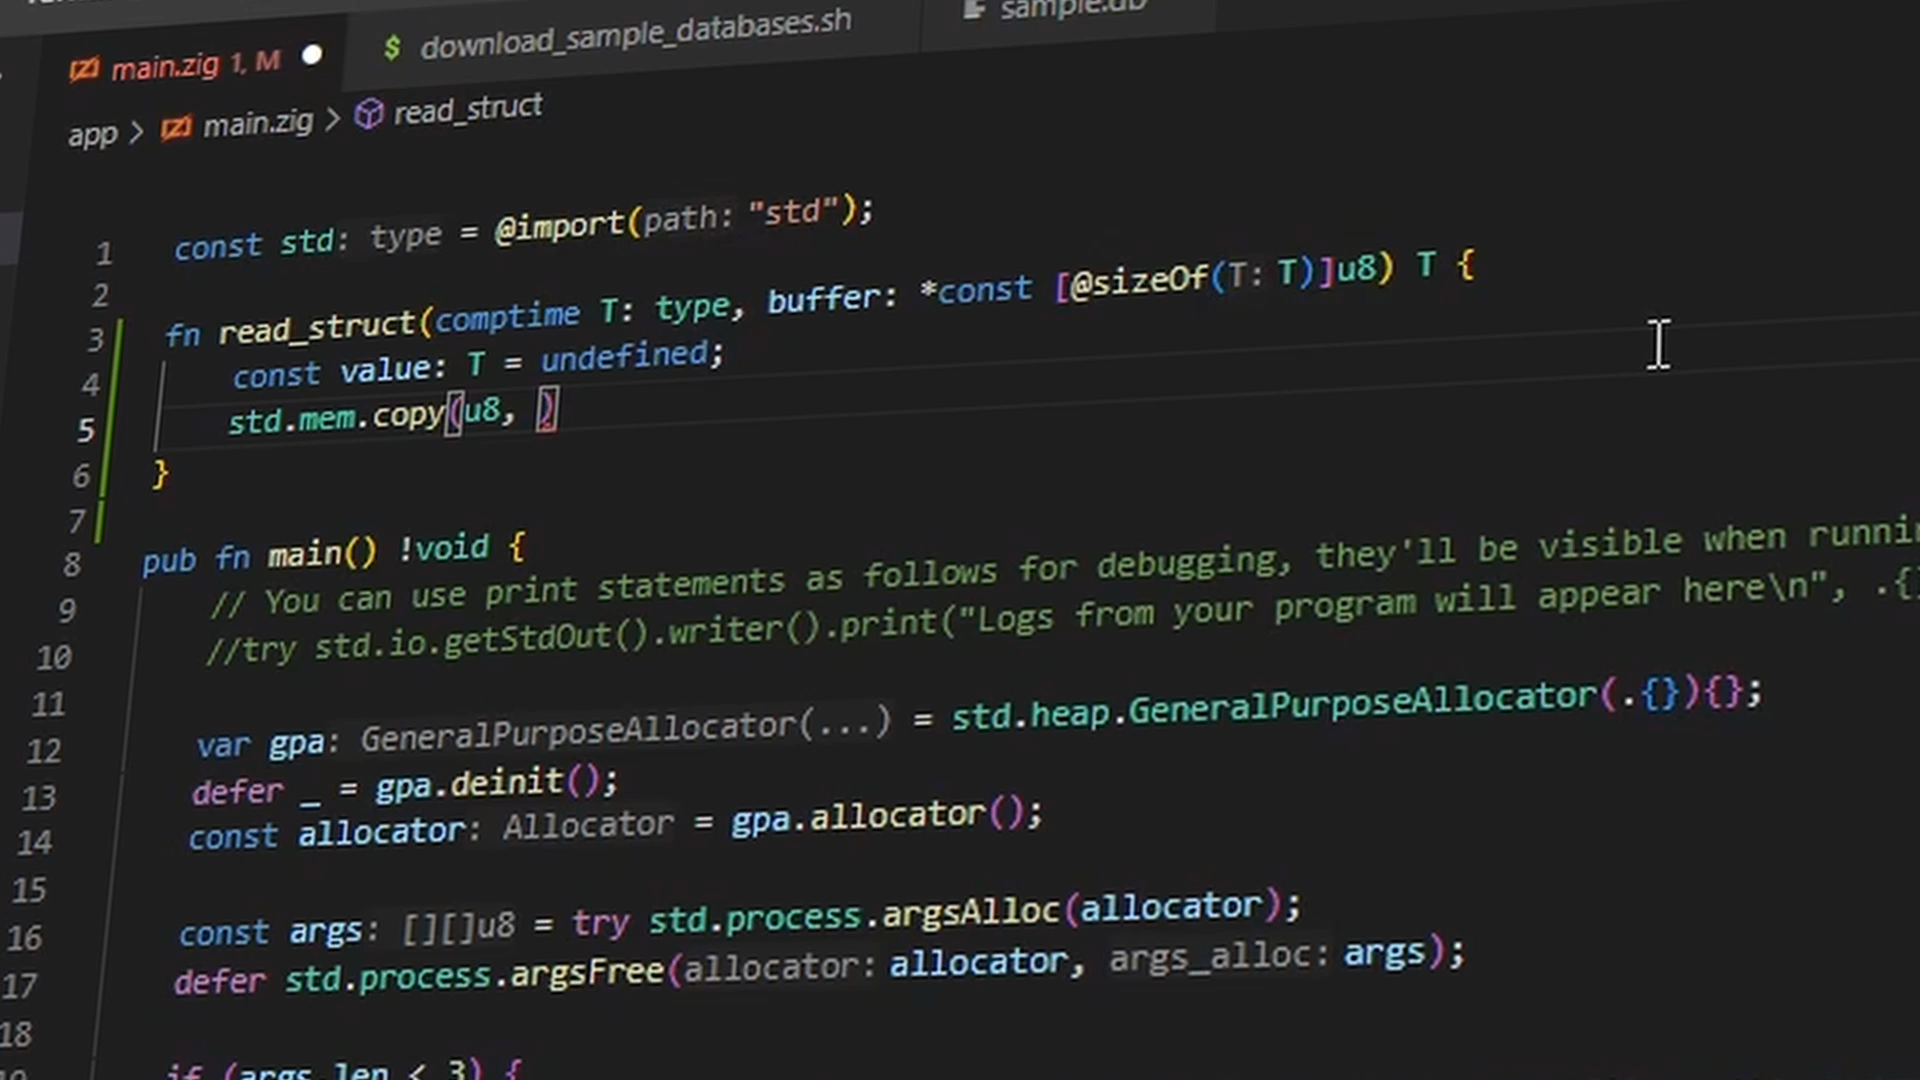 main.zig 1, M
download_sample_databases.sh
sample.db
app > main.zig > read_struct
1 const std: type = @import(path: "std");
2
3 fn read_struct(comptime T: type, buffer: *const [@sizeOf(T: T)]u8) T {
4 const value: T = undefined;
5 std.mem.copy(u8, )
6 }
7
8 pub fn main() !void {
9 // You can use print statements as follows for debugging, they'll be visible when
10 //try std.io.getStdOut().writer().print("Logs from your program will appear here\n", .{
11
12 var gpa: GeneralPurposeAllocator(...) = std.heap.GeneralPurposeAllocator(.{}){};
13 defer _ = gpa.deinit();
14 const allocator: Allocator = gpa.allocator();
15
16 const args: [][]u8 = try std.process.argsAlloc(allocator);
17 defer std.process.argsFree(allocator: allocator, args_alloc: args);
18
if (args.len < 3) {